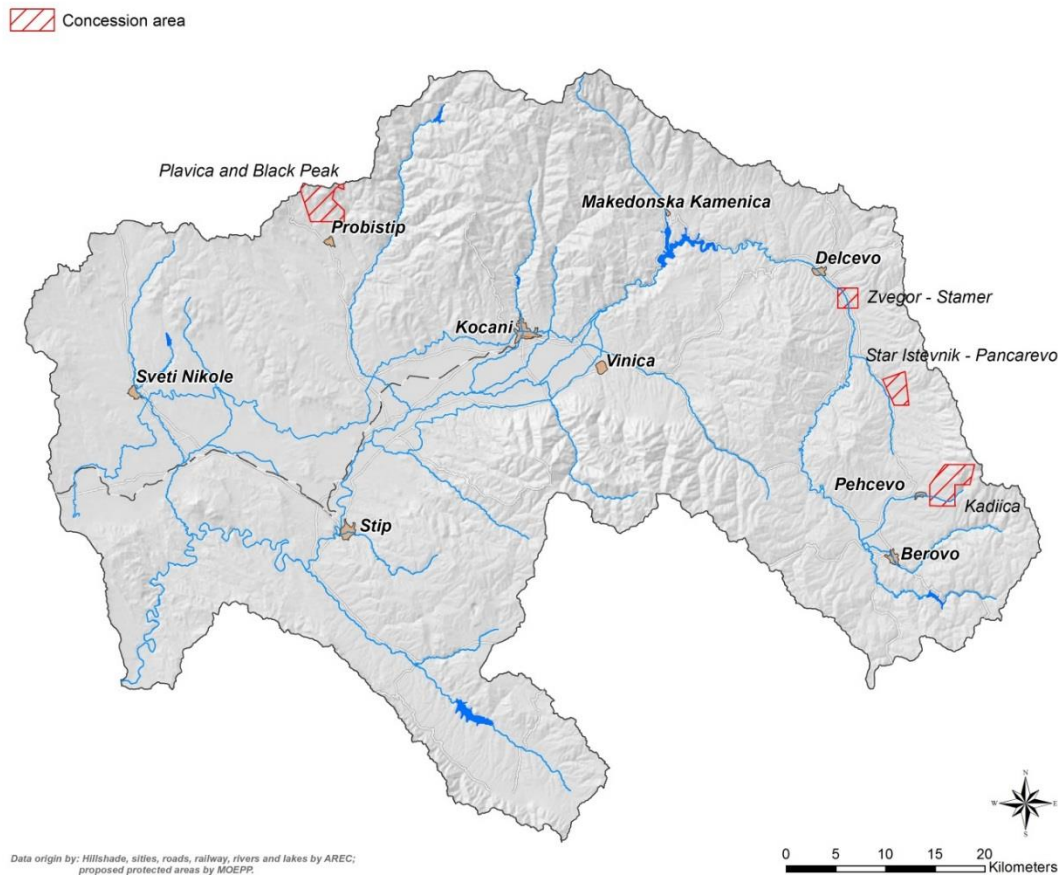 Concession area
Plavica and Black Peak
Probistip
Makedonska Kamenica
Delcevo
Zvegor - Stamer
Kocani
Vinica
Star Istevnik - Pancarevo
Sveti Nikole
Pehcevo
Kadiica
Stip
Berovo
N
W E
S
Data origin by: Hillshade, sites, roads, railway, rivers and lakes by AREC;
proposed protected areas by MOEPP.
0 5 10 15 20
Kilometers